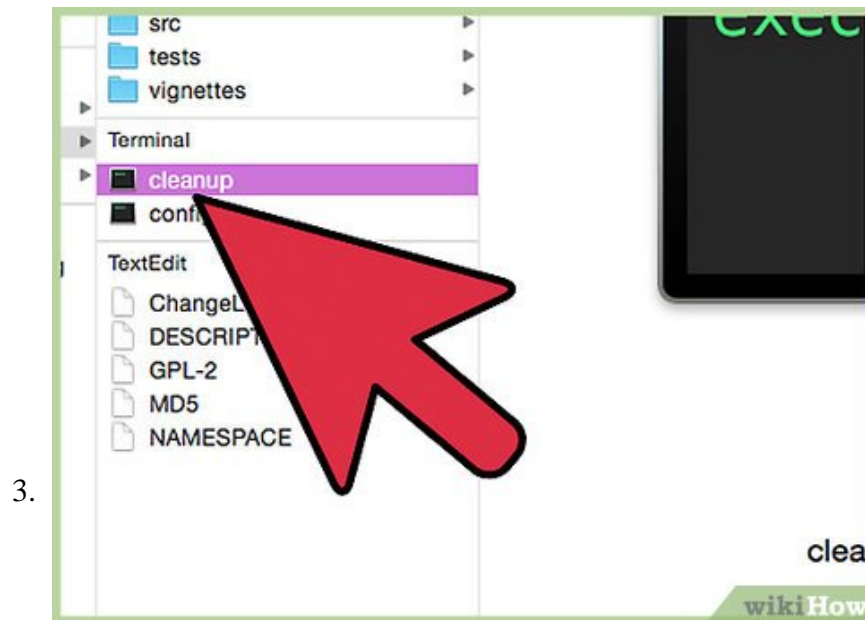 src
tests
vignettes
Terminal
cleanup
TextEdit
GPL-2
MD5
NAMESPACE
3.
wikiHow